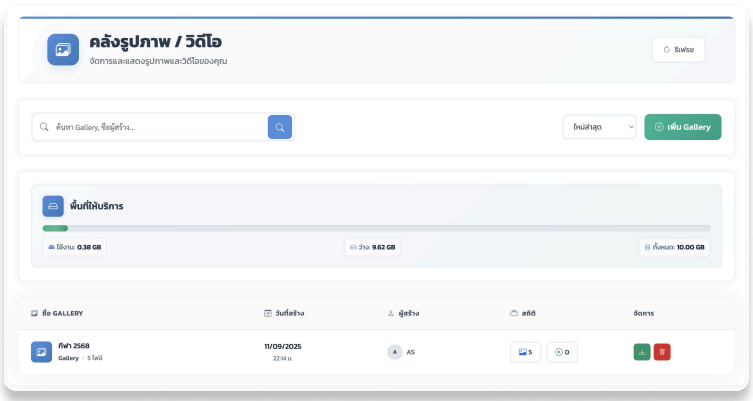 คลังรูปภาพ / วิดีโอ
จัดการและแสดงรูปภาพและวิดีโอของคุณ
รีเฟรช
ค้นหา Gallery, ชื่อผู้สร้าง...
ใหม่ล่าสุด
เพิ่ม Gallery
พื้นที่ให้บริการ
ใช้งาน: 0.38 GB
ว่าง: 9.62 GB
ทั้งหมด: 10.00 GB
ชื่อ GALLERY วันที่สร้าง ผู้สร้าง สถิติ จัดการ
กีฬา 2568
Gallery • 5 ไฟล์
11/09/2025
22:14 น.
A AS
5
0